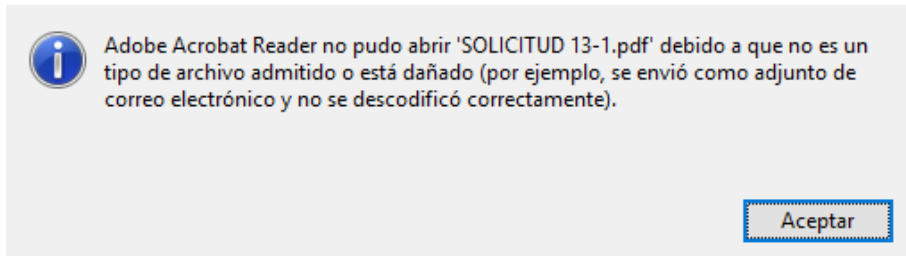 Adobe Acrobat Reader no pudo abrir 'SOLICITUD 13-1.pdf' debido a que no es un
tipo de archivo admitido o está dañado (por ejemplo, se envió como adjunto de
correo electrónico y no se descodificó correctamente).
Aceptar